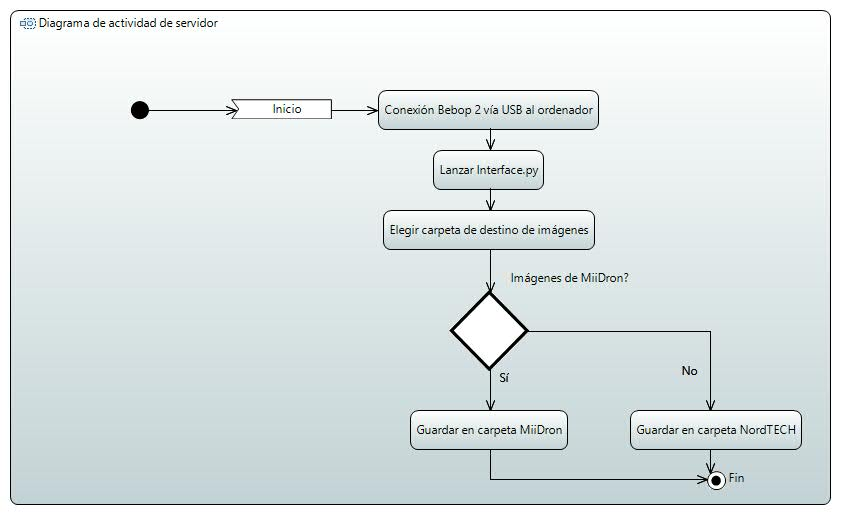 Diagrama de actividad de servidor
Inicio
Conexión Bebop 2 vía USB al ordenador
Lanzar Interface.py
Elegir carpeta de destino de imágenes
Imágenes de MiiDron?
Sí
No
Guardar en carpeta MiiDron
Guardar en carpeta NordTECH
Fin